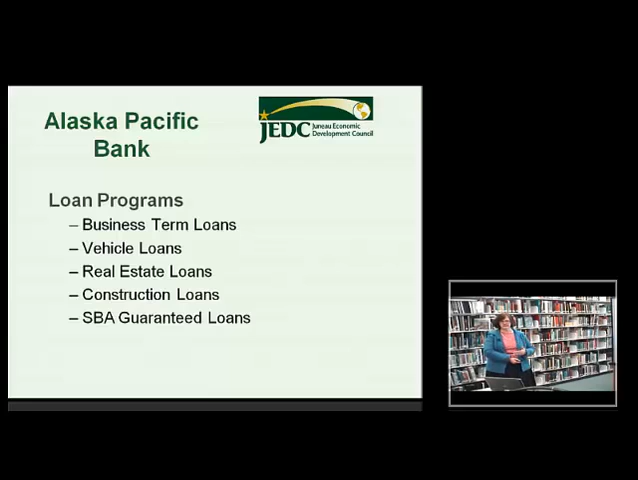 Alaska Pacific
Bank
JEDC Juneau Economic
Development Council
Loan Programs
– Business Term Loans
– Vehicle Loans
– Real Estate Loans
– Construction Loans
– SBA Guaranteed Loans